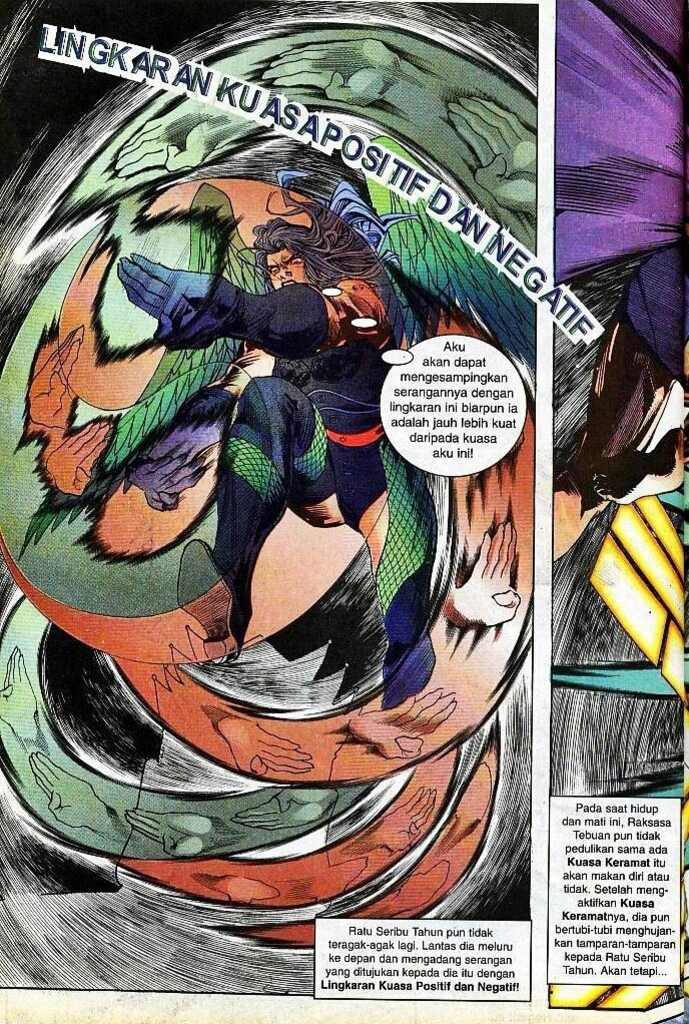 LINGKARAN KUASA POSITIF DAN NEGATIF
Aku
akan dapat
mengesampingkan
serangannya dengan
lingkaran ini biarpun ia
adalah jauh lebih kuat
daripada kuasa
aku ini!
Ratu Seribu Tahun pun tidak
teragak-agak lagi. Lantas dia meluru
ke depan dan mengadang serangan
yang ditujukan kepada dia itu dengan
Lingkaran Kuasa Positif dan Negatif!
Pada saat hidup
dan mati ini, Raksasa
Tebuan pun tidak
pedulikan sama ada
Kuasa Keramat itu
akan makan diri atau
tidak. Setelah meng-
aktifkan Kuasa
Keramatnya, dia pun
bertubi-tubi menghujan-
kan tamparan-tamparan
kepada Ratu Seribu
Tahun. Akan tetapi...